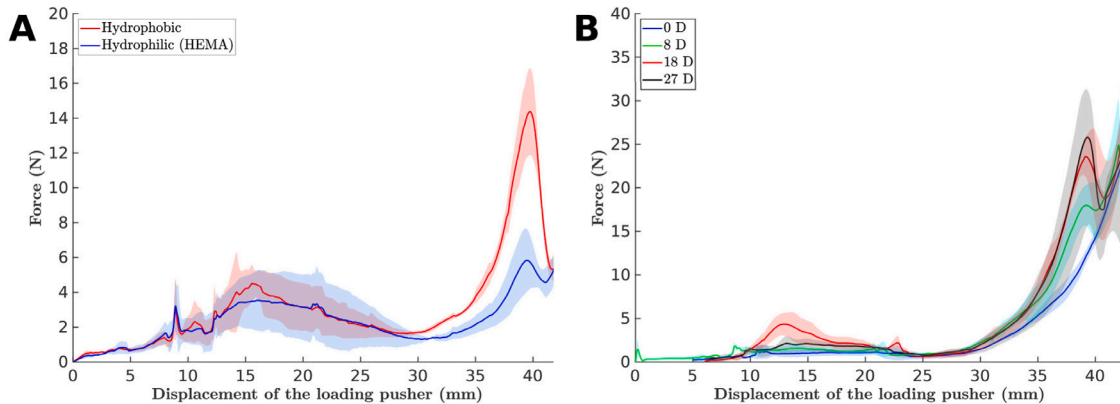 A
Hydrophobic
Hydrophilic (HEMA)
Force (N)
20
18
16
14
12
10
8
6
4
2
0
0 5 10 15 20 25 30 35 40
Displacement of the loading pusher (mm)
B
0 D
8 D
18 D
27 D
Force (N)
40
35
30
25
20
15
10
5
0
0 5 10 15 20 25 30 35 40
Displacement of the loading pusher (mm)